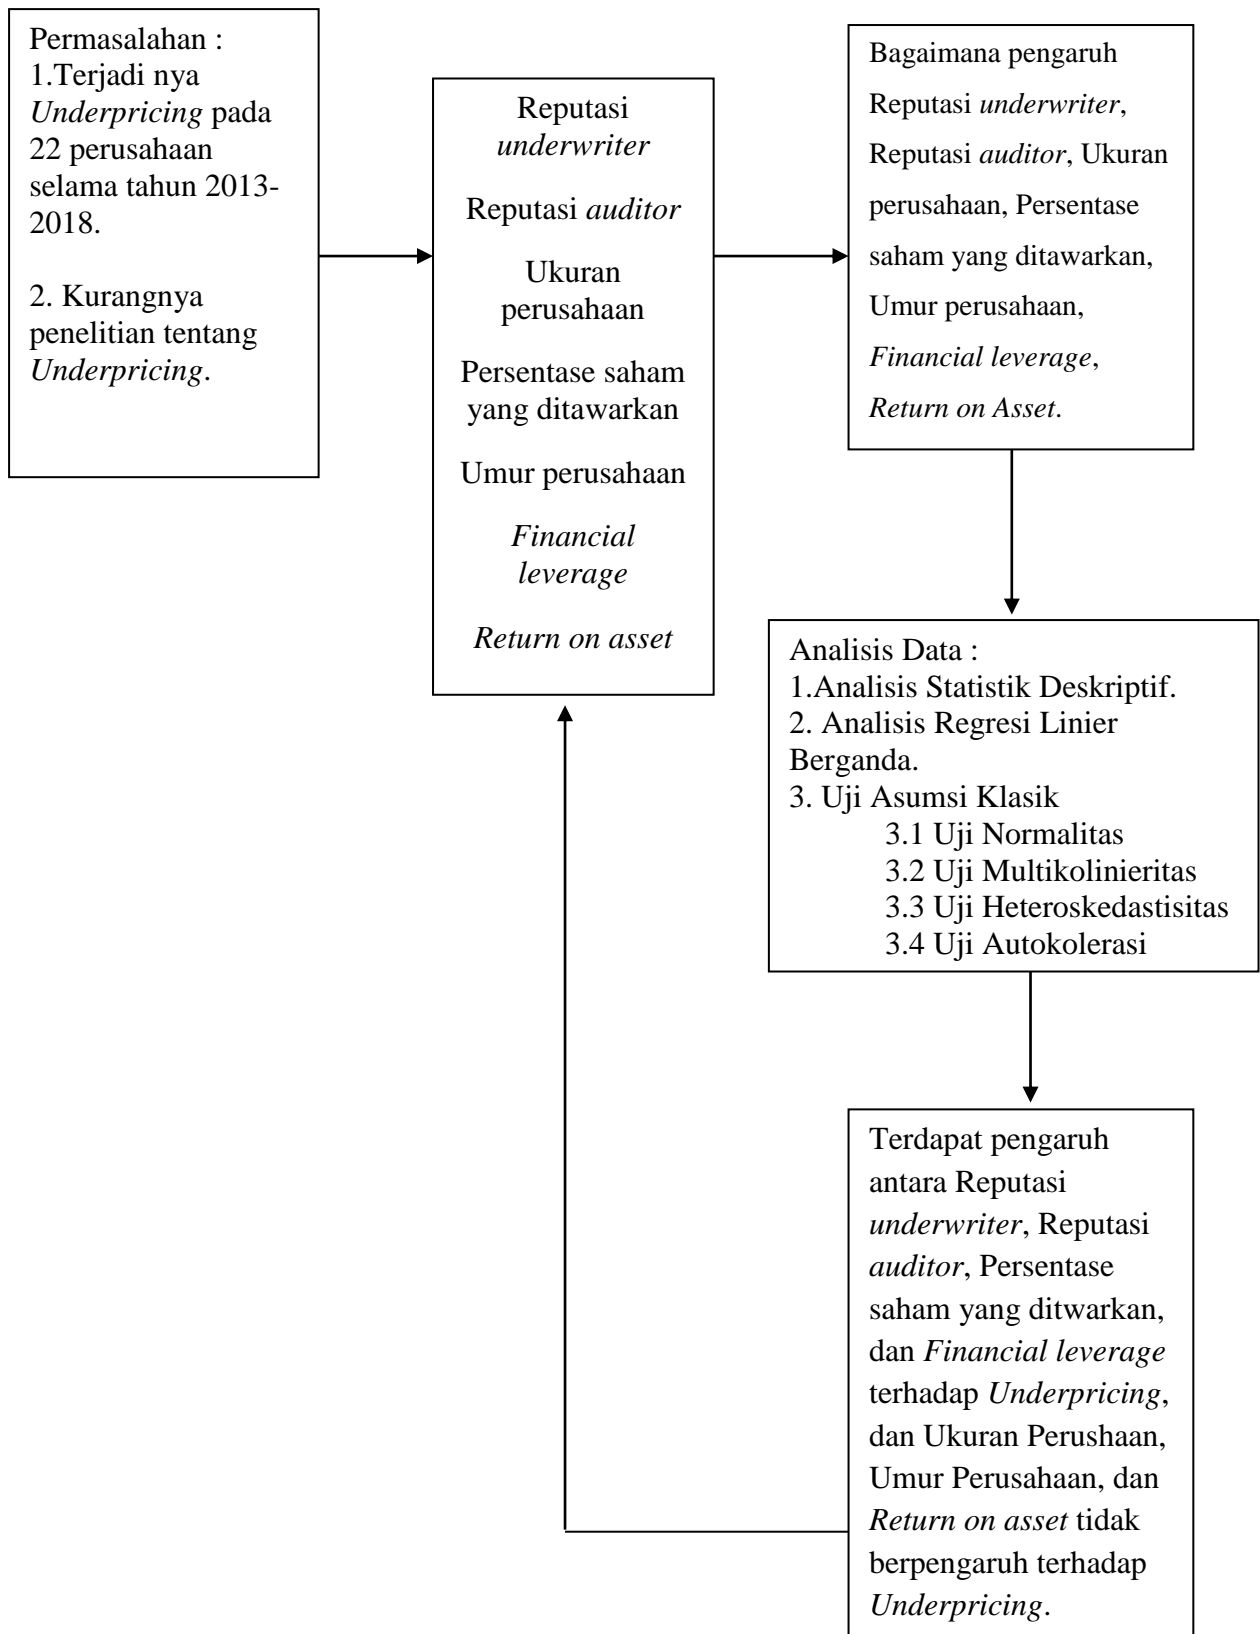 Permasalahan :
1.Terjadi nya
Underpricing pada
22 perusahaan
selama tahun 2013-
2018.
2. Kurangnya
penelitian tentang
Underpricing.
Reputasi
underwriter
Reputasi auditor
Ukuran
perusahaan
Persentase saham
yang ditawarkan
Umur perusahaan
Financial
leverage
Return on asset
Bagaimana pengaruh
Reputasi underwriter,
Reputasi auditor, Ukuran
perusahaan, Persentase
saham yang ditawarkan,
Umur perusahaan,
Financial leverage,
Return on Asset.
Analisis Data :
1.Analisis Statistik Deskriptif.
2. Analisis Regresi Linier
Berganda.
3. Uji Asumsi Klasik
3.1 Uji Normalitas
3.2 Uji Multikolinieritas
3.3 Uji Heteroskedastisitas
3.4 Uji Autokolerasi
Terdapat pengaruh
antara Reputasi
underwriter, Reputasi
auditor, Persentase
saham yang ditwarkan,
dan Financial leverage
terhadap Underpricing,
dan Ukuran Perushaan,
Umur Perusahaan, dan
Return on asset tidak
berpengaruh terhadap
Underpricing.